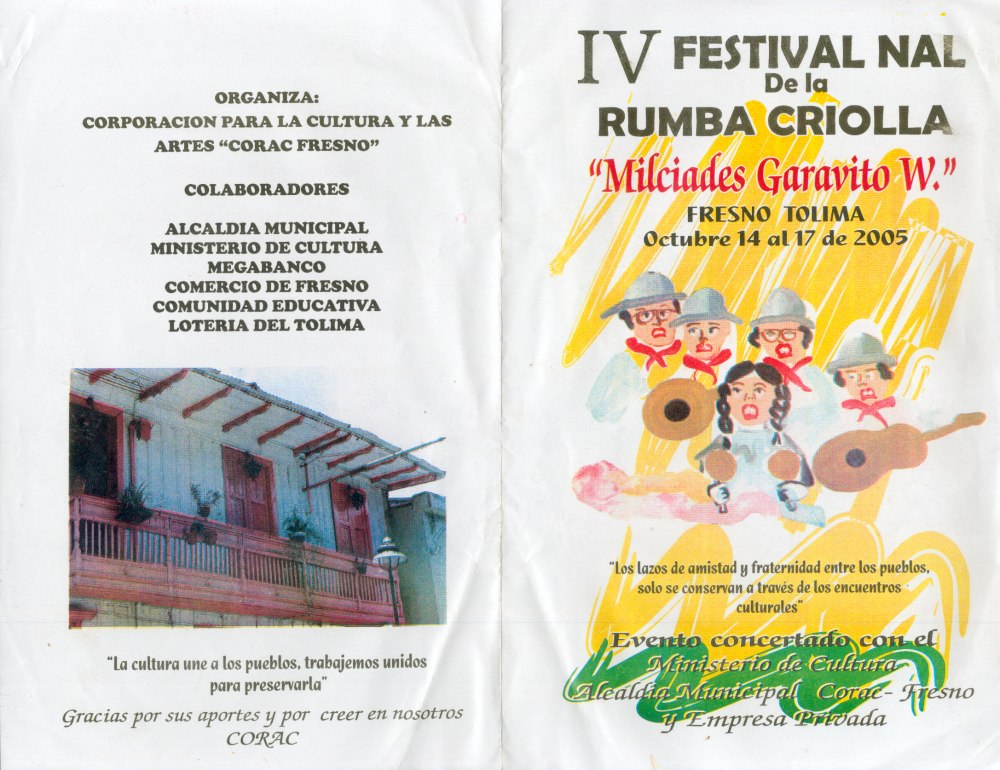 ORGANIZA:
CORPORACION PARA LA CULTURA Y LAS
ARTES “CORAC FRESNO”
COLABORADORES
ALCALDIA MUNICIPAL
MINISTERIO DE CULTURA
MEGABANCO
COMERCIO DE FRESNO
COMUNIDAD EDUCATIVA
LOTERIA DEL TOLIMA
“La cultura une a los pueblos, trabajemos unidos
para preservarla”
Gracias por sus aportes y por creer en nosotros
CORAC
IV FESTIVAL NAL
De la
RUMBA CRIOLLA
“Milciades Garavito W.”
FRESNO TOLIMA
Octubre 14 al 17 de 2005
“Los lazos de amistad y fraternidad entre los pueblos,
solo se conservan a través de los encuentros
culturales”
Evento concertado con el
Ministerio de Cultura
Alcaldia Municipal Corac- Fresno
y Empresa Privada